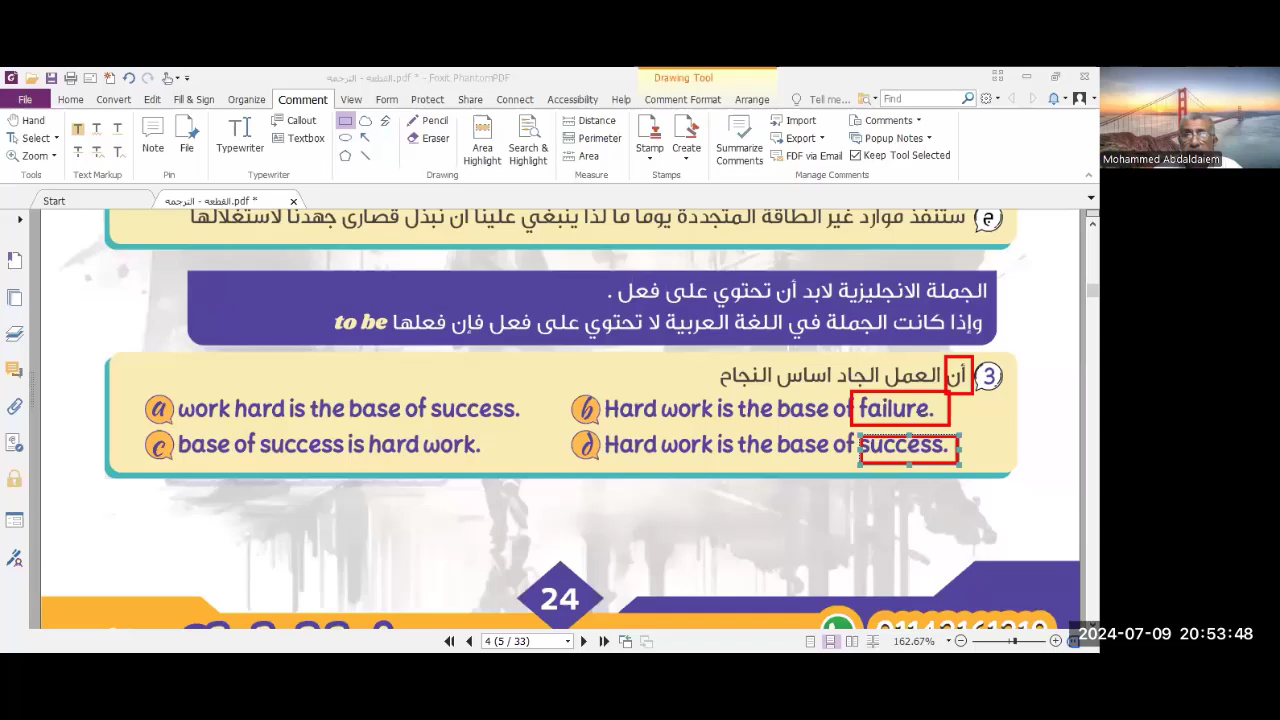 القطعه - الترجمه.pdf * - Foxit PhantomPDF
Drawing Tool
File Home Convert Edit Fill & Sign Organize Comment View Form Protect Share Connect Accessibility Help Comment Format Arrange Tell me... Find
Hand
Select
Zoom
Tools
Text Markup
Note
File
Pin
Typewriter
Callout
Textbox
Typewriter
Pencil
Eraser
Area Highlight
Search & Highlight
Drawing
Distance
Perimeter
Area
Measure
Stamp
Create
Stamps
Summarize Comments
Import
Export
FDF via Email
Comments
Popup Notes
Keep Tool Selected
Manage Comments
Mohammed Abdaldaiem
Start
القطعه - الترجمه.pdf *
ستنفذ موارد غير الطاقة المتجددة يوما ما لذا ينبغي علينا أن نبذل قصارى جهدنا لاستغلالها
الجملة الانجليزية لابد أن تحتوي على فعل .
وإذا كانت الجملة في اللغة العربية لا تحتوي على فعل فإن فعلها to be
3 أن العمل الجاد اساس النجاح
a work hard is the base of success.
b Hard work is the base of failure.
c base of success is hard work.
d Hard work is the base of success.
24
4 (5 / 33)
162.67%
2024-07-09 20:53:48